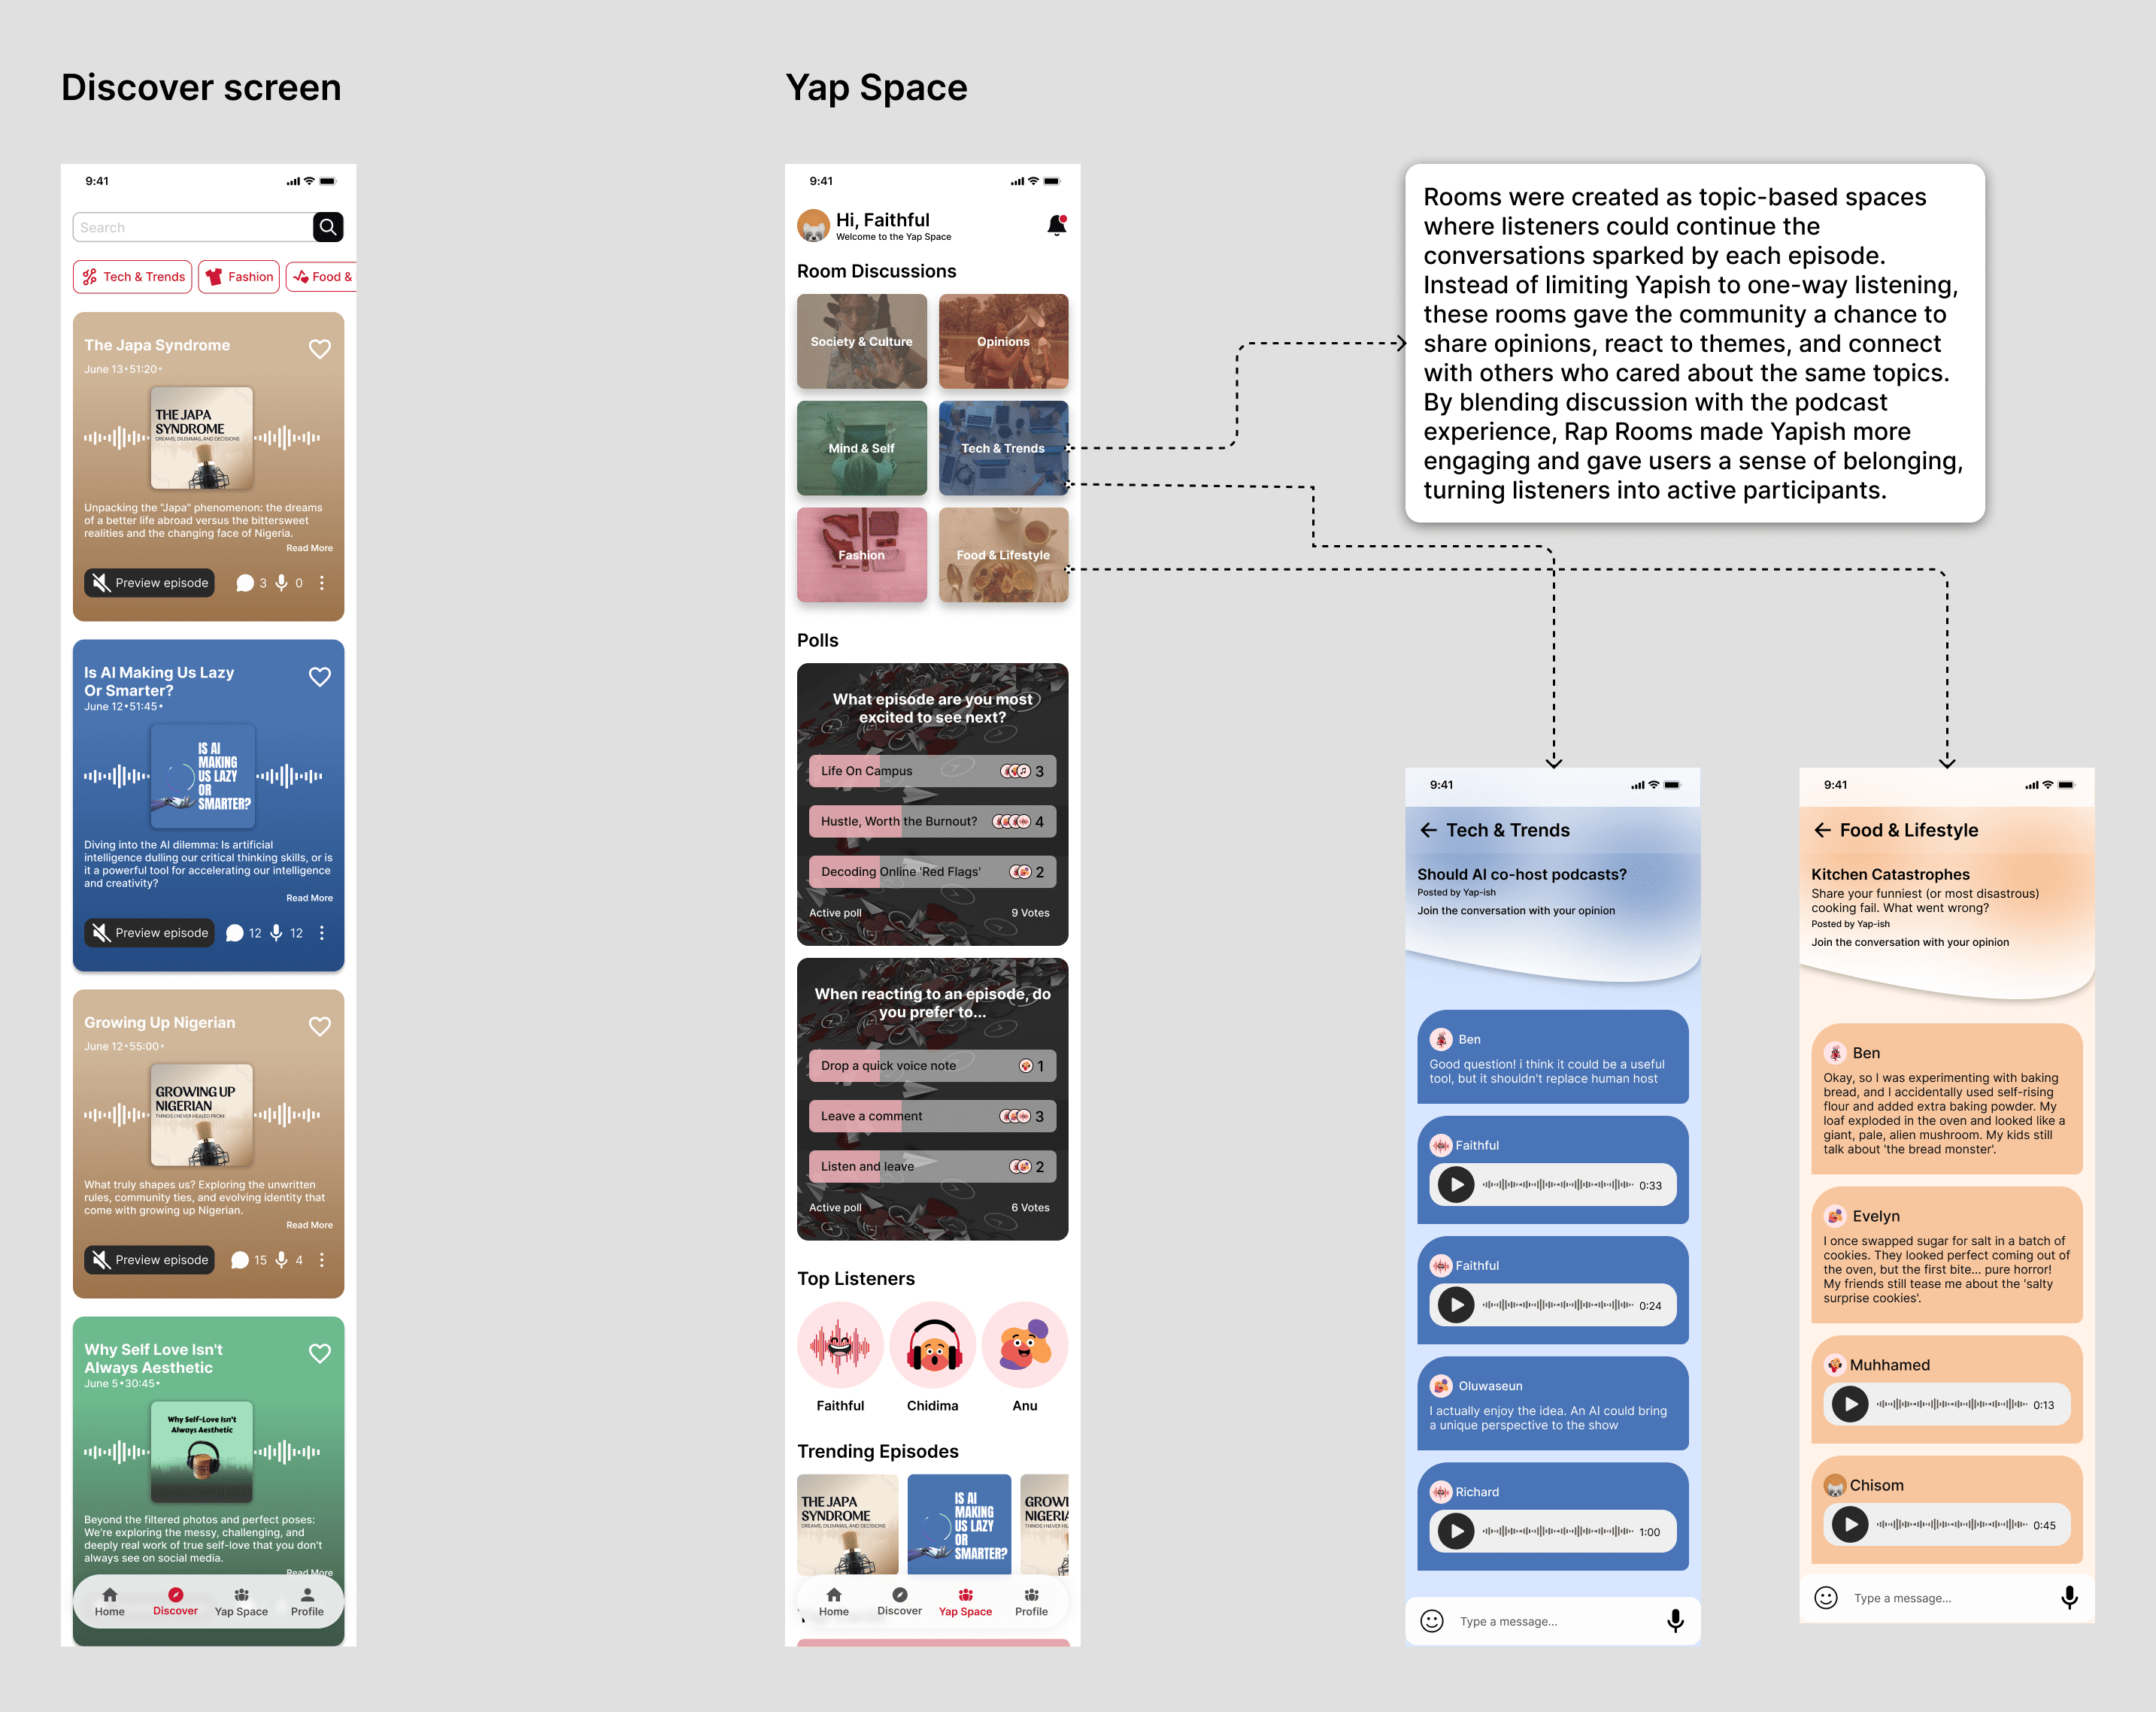 Discover screen
Yap Space
9:41
Search
Tech & Trends
Fashion
Food &
The Japa Syndrome
June 13•51:20•
THE JAPA
SYNDROME
DREAMS, DILEMMAS, AND DECISIONS
Unpacking the "Japa" phenomenon: the dreams
of a better life abroad versus the bittersweet
realities and the changing face of Nigeria.
Read More
Preview episode
3
0
Is AI Making Us Lazy
Or Smarter?
June 12•51:45•
IS AI
MAKING
US LAZY
OR
SMARTER?
Diving into the AI dilemma: Is artificial
intelligence dulling our critical thinking skills, or is
it a powerful tool for accelerating our intelligence
and creativity?
Read More
Preview episode
12
12
Growing Up Nigerian
June 12•55:00•
GROWING UP
NIGERIAN
THINGS I NEVER HEALED FROM
What truly shapes us? Exploring the unwritten
rules, community ties, and evolving identity that
come with growing up Nigerian.
Read More
Preview episode
15
4
Why Self Love Isn't
Always Aesthetic
June 5•30:45•
Why Self-Love Isn't
Always Aesthetic
Beyond the filtered photos and perfect poses:
We're exploring the messy, challenging, and
deeply real work of true self-love that you don't
always see on social media.
Read More
Home
Discover
Yap Space
Profile
9:41
Hi, Faithful
Welcome to the Yap Space
Room Discussions
Society & Culture
Opinions
Mind & Self
Tech & Trends
Fashion
Food & Lifestyle
Polls
What episode are you most
excited to see next?
Life On Campus
3
Hustle, Worth the Burnout?
4
Decoding Online 'Red Flags'
2
Active poll
9 Votes
When reacting to an episode, do
you prefer to...
Drop a quick voice note
1
Leave a comment
3
Listen and leave
2
Active poll
6 Votes
Top Listeners
Faithful
Chidima
Anu
Trending Episodes
THE JAPA
SYNDROME
DREAMS, DILEMMAS, AND DECISIONS
IS AI
MAKING
US LAZY
OR
SMARTER?
GROWI
NIGERIA
THINGS I NEVER HE
Home
Discover
Yap Space
Profile
Rooms were created as topic-based spaces
where listeners could continue the
conversations sparked by each episode.
Instead of limiting Yapish to one-way listening,
these rooms gave the community a chance to
share opinions, react to themes, and connect
with others who cared about the same topics.
By blending discussion with the podcast
experience, Rap Rooms made Yapish more
engaging and gave users a sense of belonging,
turning listeners into active participants.
9:41
Tech & Trends
Should AI co-host podcasts?
Posted by Yap-ish
Join the conversation with your opinion
Ben
Good question! i think it could be a useful
tool, but it shouldn't replace human host
Faithful
0:33
Faithful
0:24
Oluwaseun
I actually enjoy the idea. An AI could bring
a unique perspective to the show
Richard
1:00
Type a message...
9:41
Food & Lifestyle
Kitchen Catastrophes
Share your funniest (or most disastrous)
cooking fail. What went wrong?
Posted by Yap-ish
Join the conversation with your opinion
Ben
Okay, so I was experimenting with baking
bread, and I accidentally used self-rising
flour and added extra baking powder. My
loaf exploded in the oven and looked like a
giant, pale, alien mushroom. My kids still
talk about 'the bread monster'.
Evelyn
I once swapped sugar for salt in a batch of
cookies. They looked perfect coming out of
the oven, but the first bite... pure horror!
My friends still tease me about the 'salty
surprise cookies'.
Muhhamed
0:13
Chisom
0:45
Type a message...